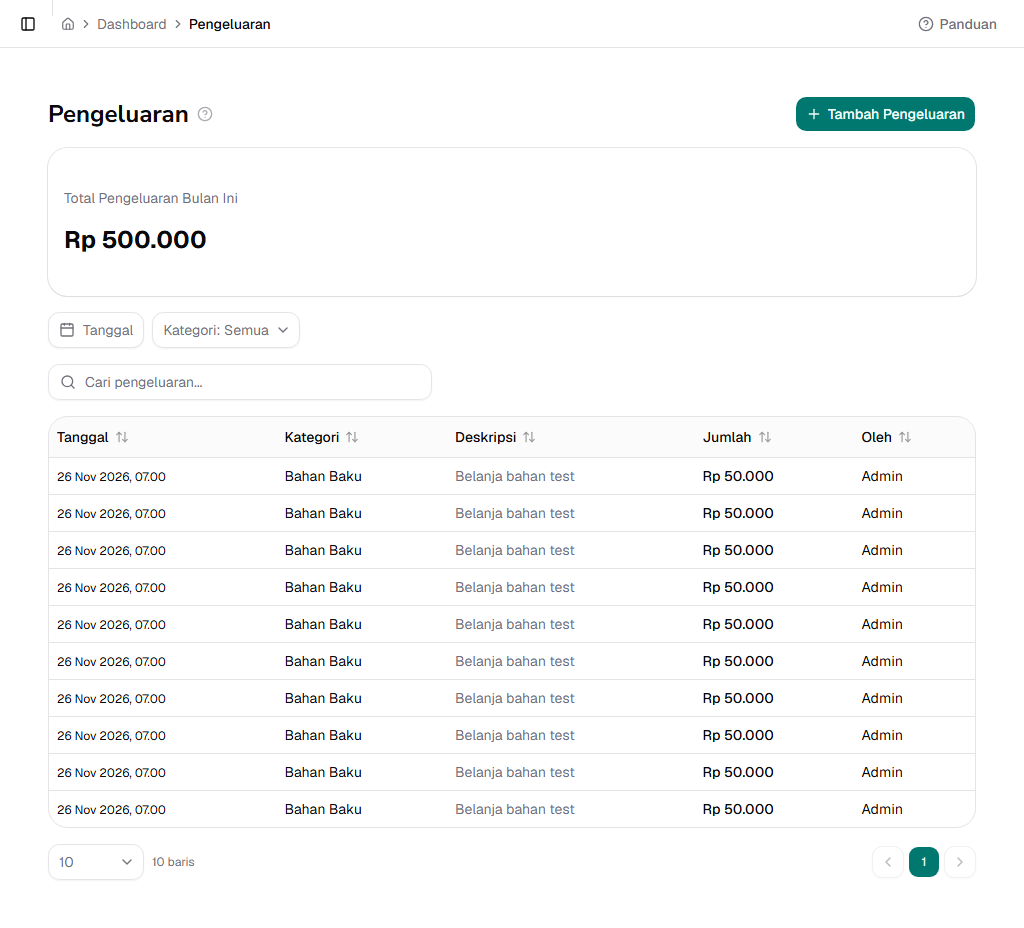 Dashboard Pengeluaran Panduan
Pengeluaran
Tambah Pengeluaran
Total Pengeluaran Bulan Ini
Rp 500.000
Tanggal Kategori: Semua
Cari pengeluaran...
Tanggal Kategori Deskripsi Jumlah Oleh
26 Nov 2026, 07.00 Bahan Baku Belanja bahan test Rp 50.000 Admin
26 Nov 2026, 07.00 Bahan Baku Belanja bahan test Rp 50.000 Admin
26 Nov 2026, 07.00 Bahan Baku Belanja bahan test Rp 50.000 Admin
26 Nov 2026, 07.00 Bahan Baku Belanja bahan test Rp 50.000 Admin
26 Nov 2026, 07.00 Bahan Baku Belanja bahan test Rp 50.000 Admin
26 Nov 2026, 07.00 Bahan Baku Belanja bahan test Rp 50.000 Admin
26 Nov 2026, 07.00 Bahan Baku Belanja bahan test Rp 50.000 Admin
26 Nov 2026, 07.00 Bahan Baku Belanja bahan test Rp 50.000 Admin
26 Nov 2026, 07.00 Bahan Baku Belanja bahan test Rp 50.000 Admin
26 Nov 2026, 07.00 Bahan Baku Belanja bahan test Rp 50.000 Admin
10 10 baris 1